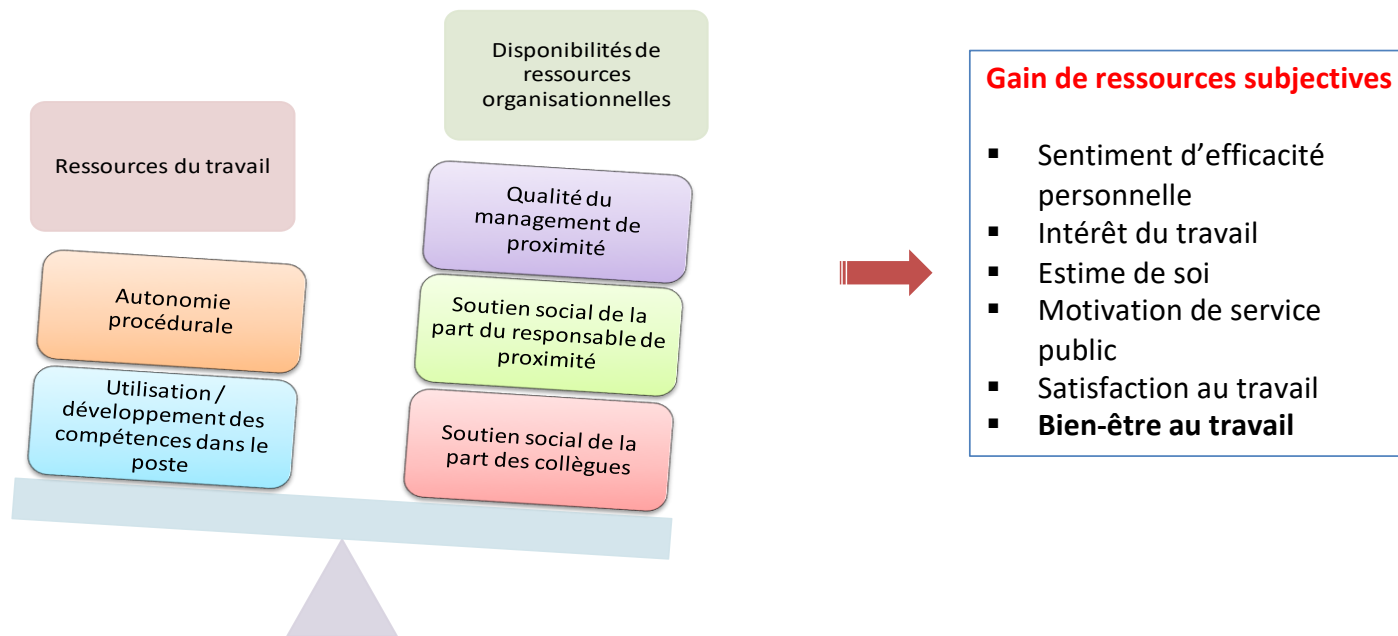 Ressources du travail
Autonomie
procédurale
Utilisation /
développement des
compétences dans le
poste
Disponibilités de
ressources
organisationnelles
Qualité du
management de
proximité
Soutien social de la
part du responsable de
proximité
Soutien social de la
part des collègues
Gain de ressources subjectives
▪ Sentiment d’efficacité
personnelle
▪ Intérêt du travail
▪ Estime de soi
▪ Motivation de service
public
▪ Satisfaction au travail
▪ Bien-être au travail